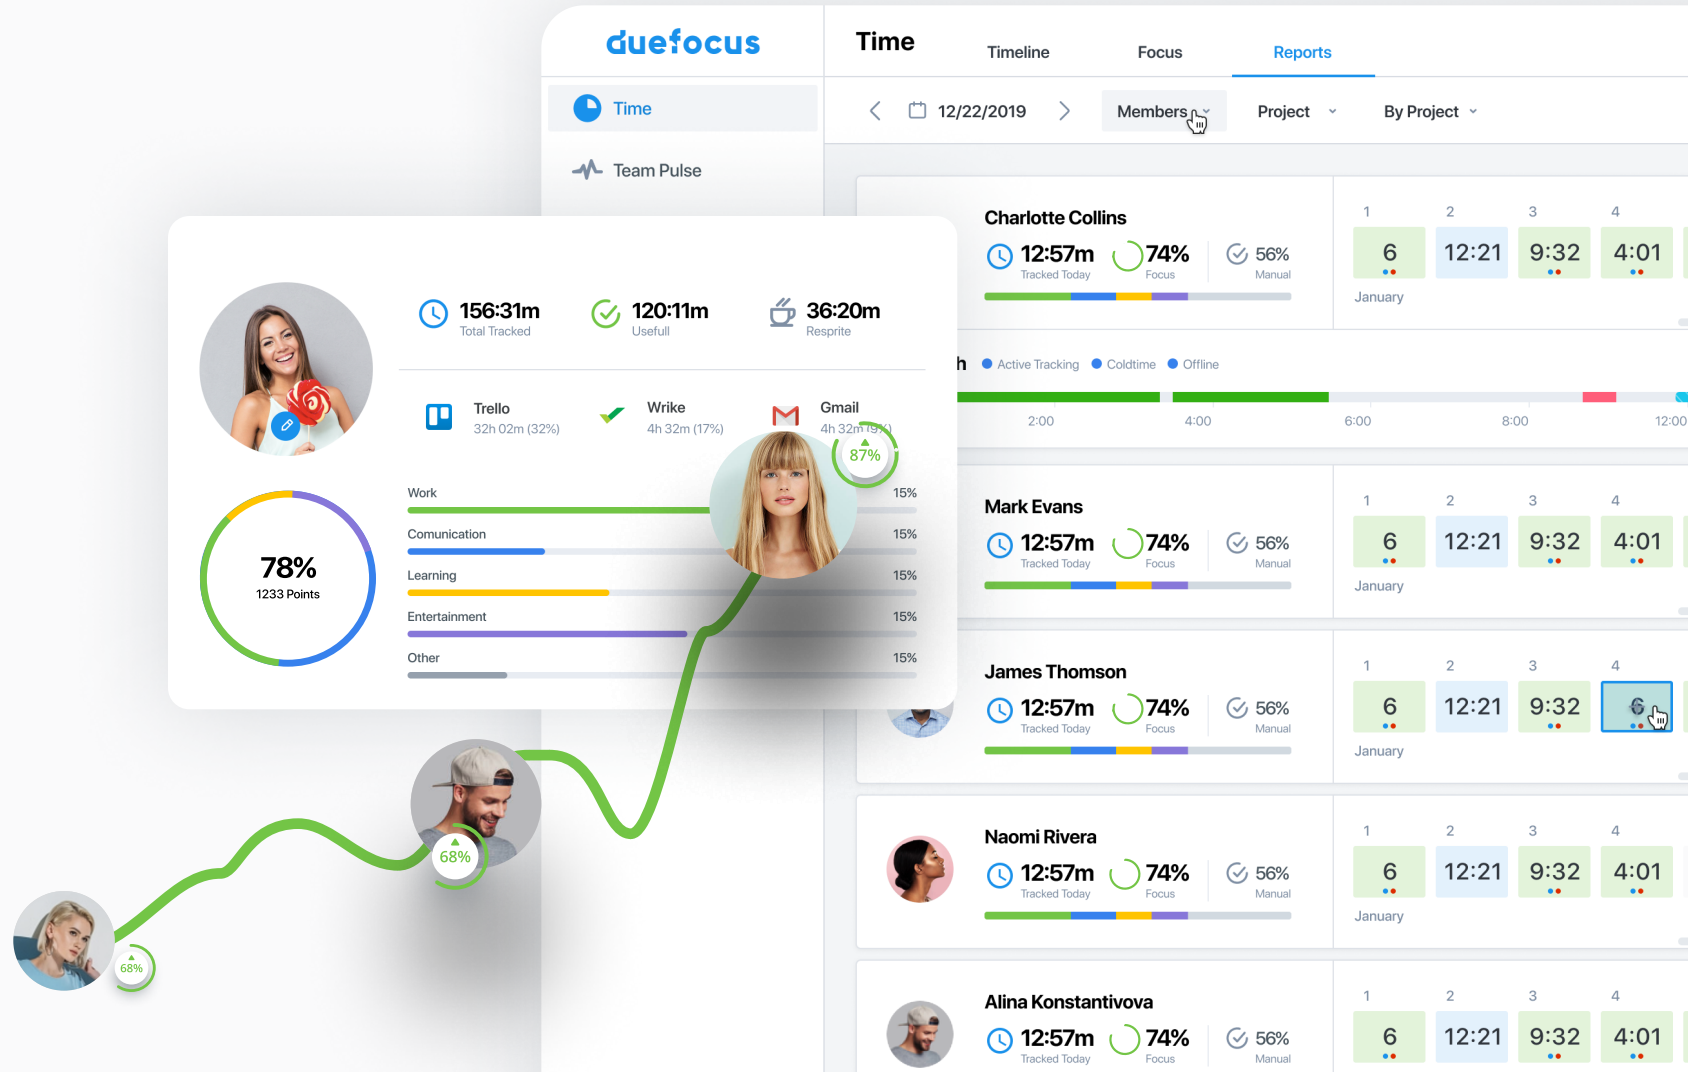 duefocus
Time
Team Pulse
Time
Timeline
Focus
Reports
12/22/2019
Members
Project
By Project
156:31m
Total Tracked
120:11m
Usefull
36:20m
Resprite
Trello
32h 02m (32%)
Wrike
4h 32m (17%)
Gmail
4h 32m (9%)
87%
78%
1233 Points
Work
15%
Comunication
15%
Learning
15%
Entertainment
15%
Other
15%
68%
68%
Charlotte Collins
12:57m
Tracked Today
74%
Focus
56%
Manual
1 2 3 4
6 12:21 9:32 4:01
January
h
Active Tracking
Coldtime
Offline
2:00 4:00 6:00 8:00 12:00
Mark Evans
12:57m
Tracked Today
74%
Focus
56%
Manual
1 2 3 4
6 12:21 9:32 4:01
January
James Thomson
12:57m
Tracked Today
74%
Focus
56%
Manual
1 2 3 4
6 12:21 9:32 6
January
Naomi Rivera
12:57m
Tracked Today
74%
Focus
56%
Manual
1 2 3 4
6 12:21 9:32 4:01
January
Alina Konstantivova
12:57m
Tracked Today
74%
Focus
56%
Manual
1 2 3 4
6 12:21 9:32 4:01